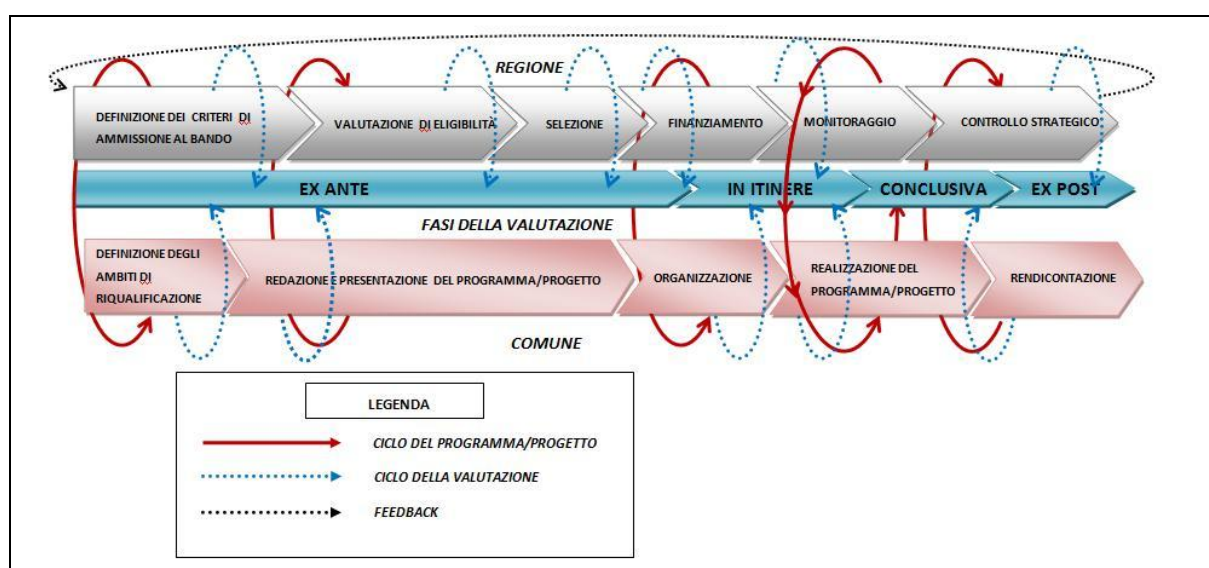 REGIONE
DEFINIZIONE DEI CRITERI DI
AMMISSIONE AL BANDO
VALUTAZIONE DI ELIGIBILITÀ
SELEZIONE
FINANZIAMENTO
MONITORAGGIO
CONTROLLO STRATEGICO
EX ANTE
IN ITINERE
CONCLUSIVA
EX POST
FASI DELLA VALUTAZIONE
DEFINIZIONE DEGLI
AMBITI DI
RIQUALIFICAZIONE
REDAZIONE E PRESENTAZIONE DEL PROGRAMMA/PROGETTO
ORGANIZZAZIONE
REALIZZAZIONE DEL
PROGRAMMA/PROGETTO
RENDICONTAZIONE
COMUNE
LEGENDA
CICLO DEL PROGRAMMA/PROGETTO
CICLO DELLA VALUTAZIONE
FEEDBACK